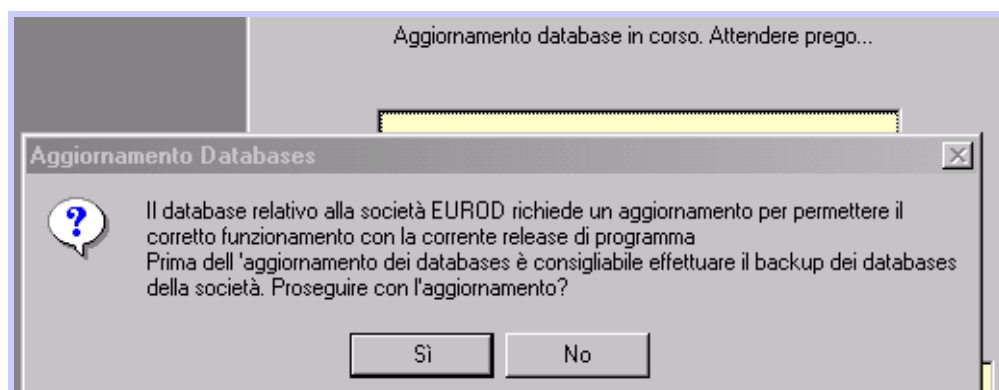 Aggiornamento database in corso. Attendere prego...
Aggiornamento Databases
Il database relativo alla società EUROD richiede un aggiornamento per permettere il
corretto funzionamento con la corrente release di programma
Prima dell 'aggiornamento dei databases è consigliabile effettuare il backup dei databases
della società. Proseguire con l'aggiornamento?
Sì
No